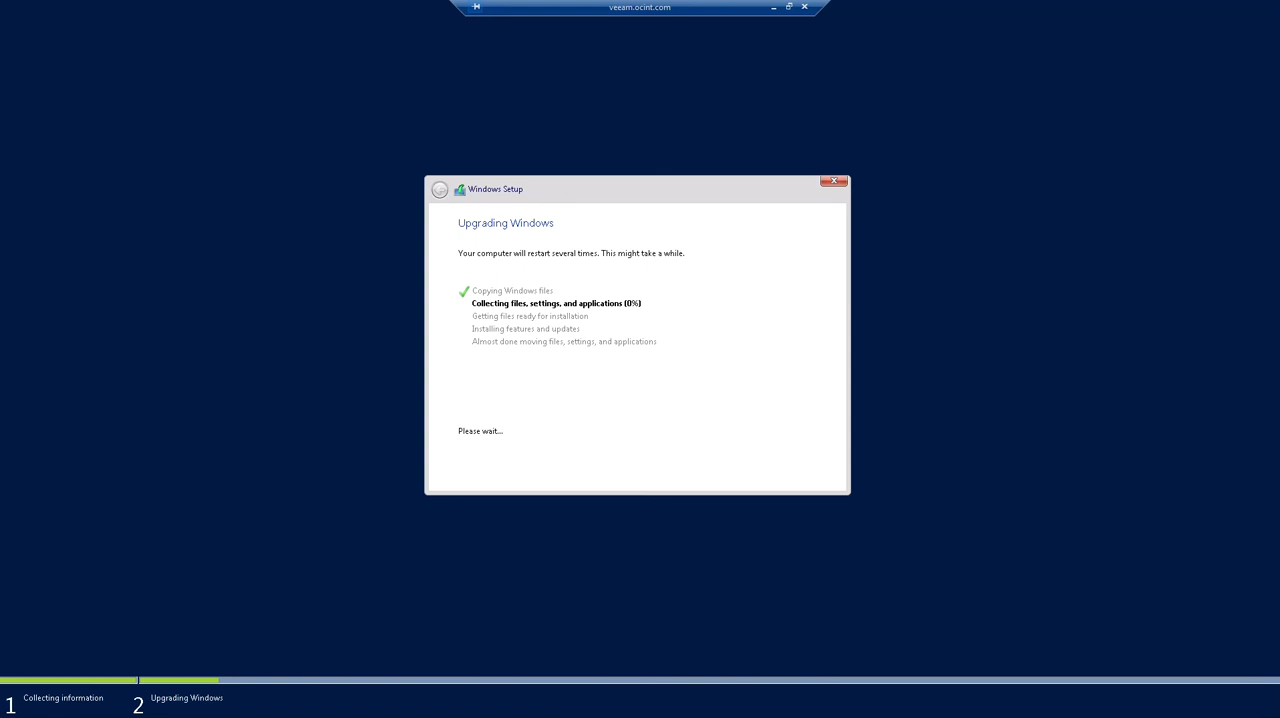 veeam.ocint.com
Windows Setup
Upgrading Windows
Your computer will restart several times. This might take a while.
Copying Windows files
Collecting files, settings, and applications (0%)
Getting files ready for installation
Installing features and updates
Almost done moving files, settings, and applications
Please wait...
1 Collecting information
2 Upgrading Windows